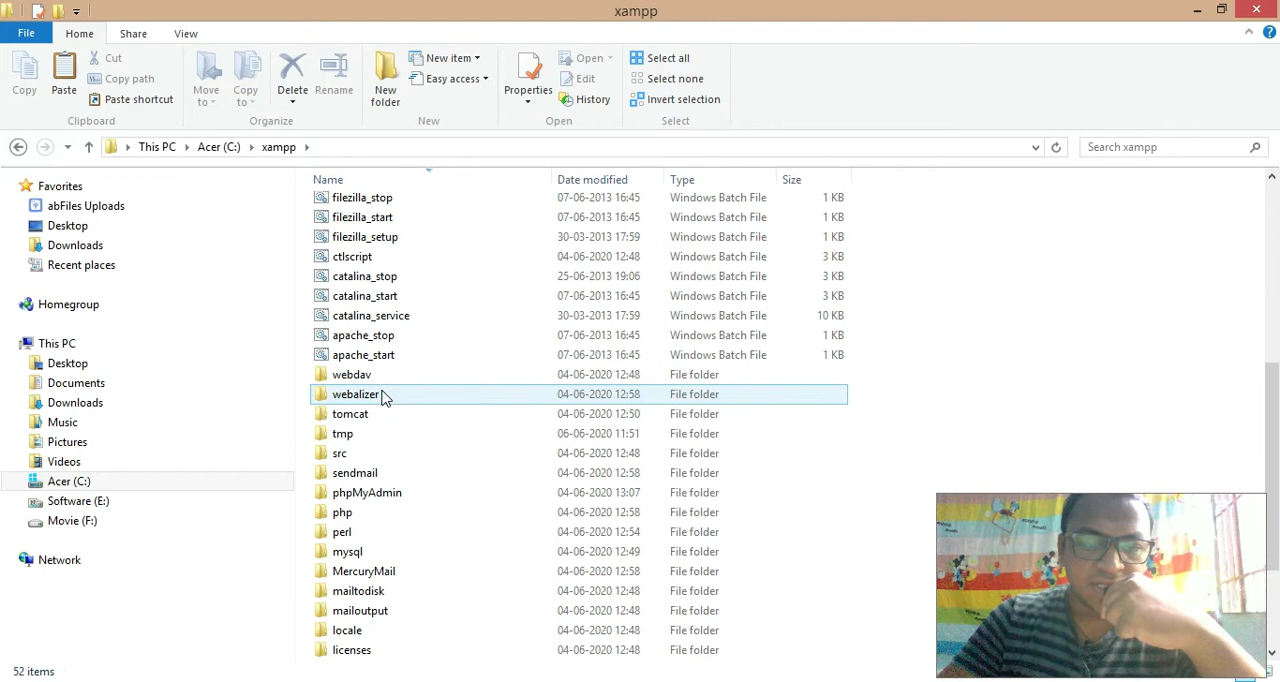 xampp
File Home Share View
Copy Paste Cut Copy path Paste shortcut Move to Copy to Delete Rename New folder New item Easy access Properties Open Edit History Select all Select none Invert selection
Clipboard Organize New Open Select
This PC Acer (C:) xampp Search xampp
Name Date modified Type Size
Favorites
abFiles Uploads
Desktop
Downloads
Recent places
Homegroup
This PC
Desktop
Documents
Downloads
Music
Pictures
Videos
Acer (C:)
Software (E:)
Movie (F:)
Network
filezilla_stop 07-06-2013 16:45 Windows Batch File 1 KB
filezilla_start 07-06-2013 16:45 Windows Batch File 1 KB
filezilla_setup 30-03-2013 17:59 Windows Batch File 1 KB
ctlscript 04-06-2020 12:48 Windows Batch File 3 KB
catalina_stop 25-06-2013 19:06 Windows Batch File 3 KB
catalina_start 07-06-2013 16:45 Windows Batch File 3 KB
catalina_service 30-03-2013 17:59 Windows Batch File 10 KB
apache_stop 07-06-2013 16:45 Windows Batch File 1 KB
apache_start 07-06-2013 16:45 Windows Batch File 1 KB
webdav 04-06-2020 12:48 File folder
webalizer 04-06-2020 12:58 File folder
tomcat 04-06-2020 12:50 File folder
tmp 06-06-2020 11:51 File folder
src 04-06-2020 12:48 File folder
sendmail 04-06-2020 12:58 File folder
phpMyAdmin 04-06-2020 13:07 File folder
php 04-06-2020 12:58 File folder
perl 04-06-2020 12:54 File folder
mysql 04-06-2020 12:49 File folder
MercuryMail 04-06-2020 12:58 File folder
mailtodisk 04-06-2020 12:48 File folder
mailoutput 04-06-2020 12:48 File folder
locale 04-06-2020 12:48 File folder
licenses 04-06-2020 12:48 File folder
52 items